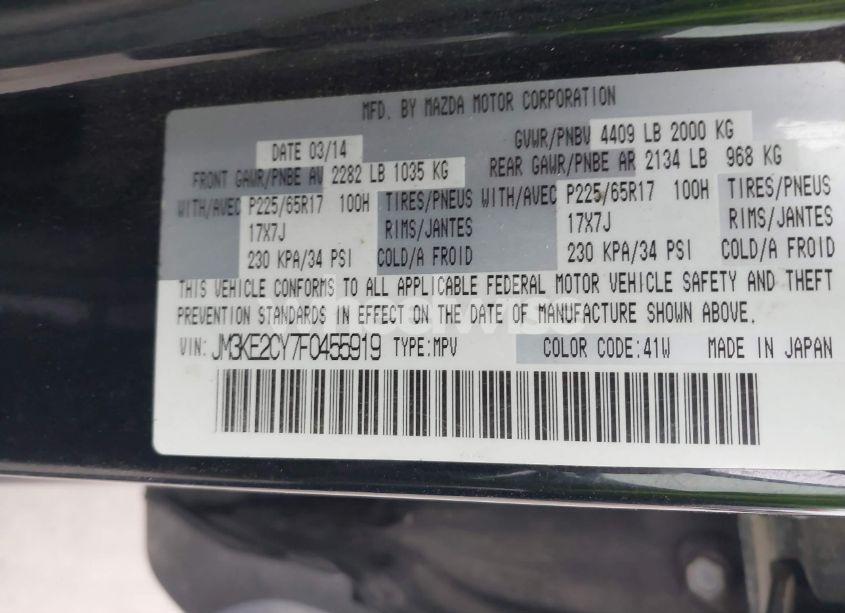 MFD. BY MAZDA MOTOR CORPORATION
DATE 03/14 GVWR/PNBV 4409 LB 2000 KG
FRONT GAWR/PNBE AV 2282 LB 1035 KG REAR GAWR/PNBE AR 2134 LB 968 KG
WITH/AVEC P225/65R17 100H TIRES/PNEUS WITH/AVEC P225/65R17 100H TIRES/PNEUS
17X7J RIMS/JANTES 17X7J RIMS/JANTES
230 KPA/34 PSI COLD/A FROID 230 KPA/34 PSI COLD/A FROID
THIS VEHICLE CONFORMS TO ALL APPLICABLE FEDERAL MOTOR VEHICLE SAFETY AND THEFT
PREVENTION STANDARDS IN EFFECT ON THE DATE OF MANUFACTURE SHOWN ABOVE.
VIN: JM3KE2CY7F0455919 TYPE:MPV COLOR CODE:41W MADE IN JAPAN